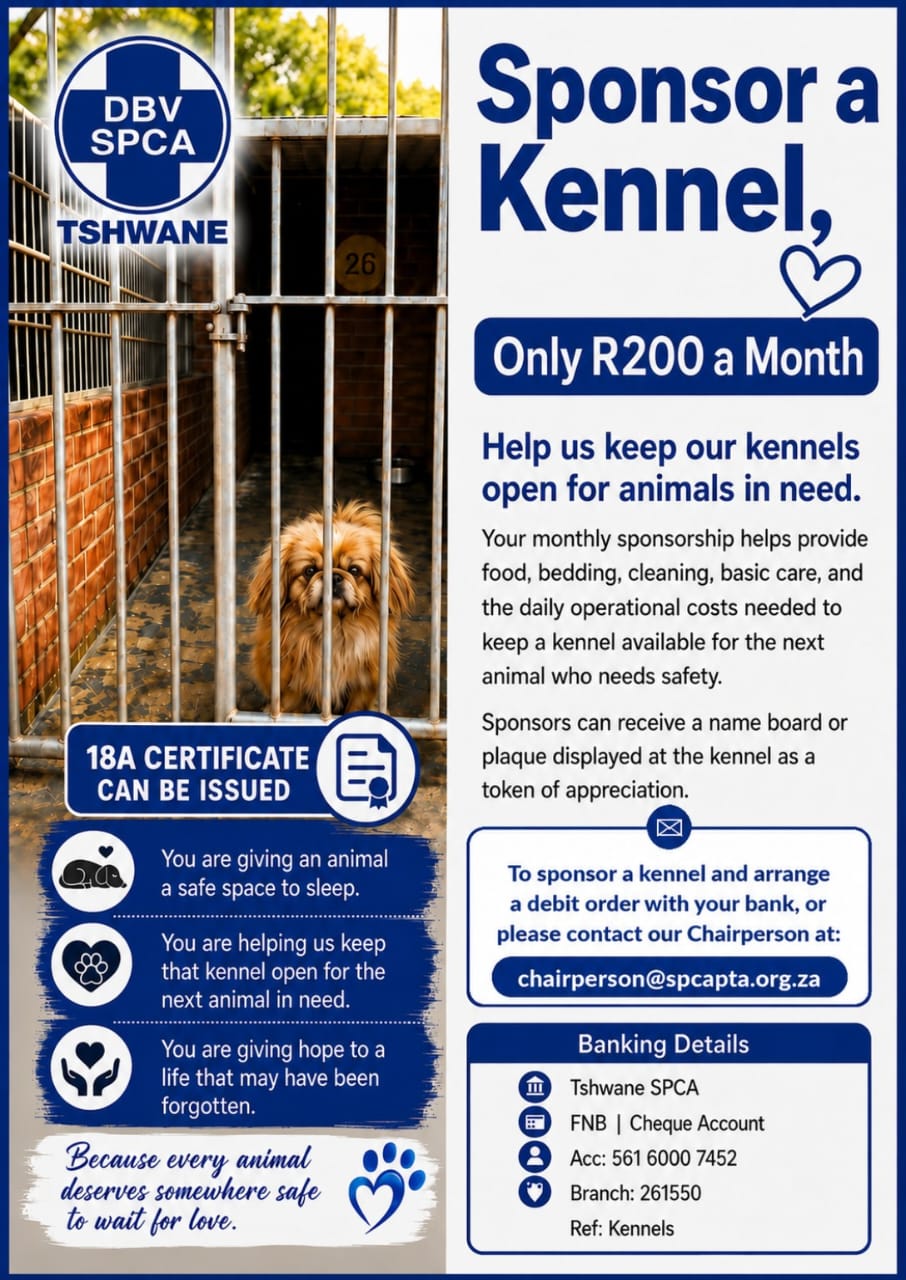 DBV
SPCA
TSHWANE
26
Sponsor a
Kennel,
Only R200 a Month
Help us keep our kennels
open for animals in need.
Your monthly sponsorship helps provide
food, bedding, cleaning, basic care, and
the daily operational costs needed to
keep a kennel available for the next
animal who needs safety.
Sponsors can receive a name board or
plaque displayed at the kennel as a
token of appreciation.
18A CERTIFICATE
CAN BE ISSUED
You are giving an animal
a safe space to sleep.
You are helping us keep
that kennel open for the
next animal in need.
You are giving hope to a
life that may have been
forgotten.
Because every animal
deserves somewhere safe
to wait for love.
To sponsor a kennel and arrange
a debit order with your bank, or
please contact our Chairperson at:
chairperson@spcapta.org.za
Banking Details
Tshwane SPCA
FNB | Cheque Account
Acc: 561 6000 7452
Branch: 261550
Ref: Kennels